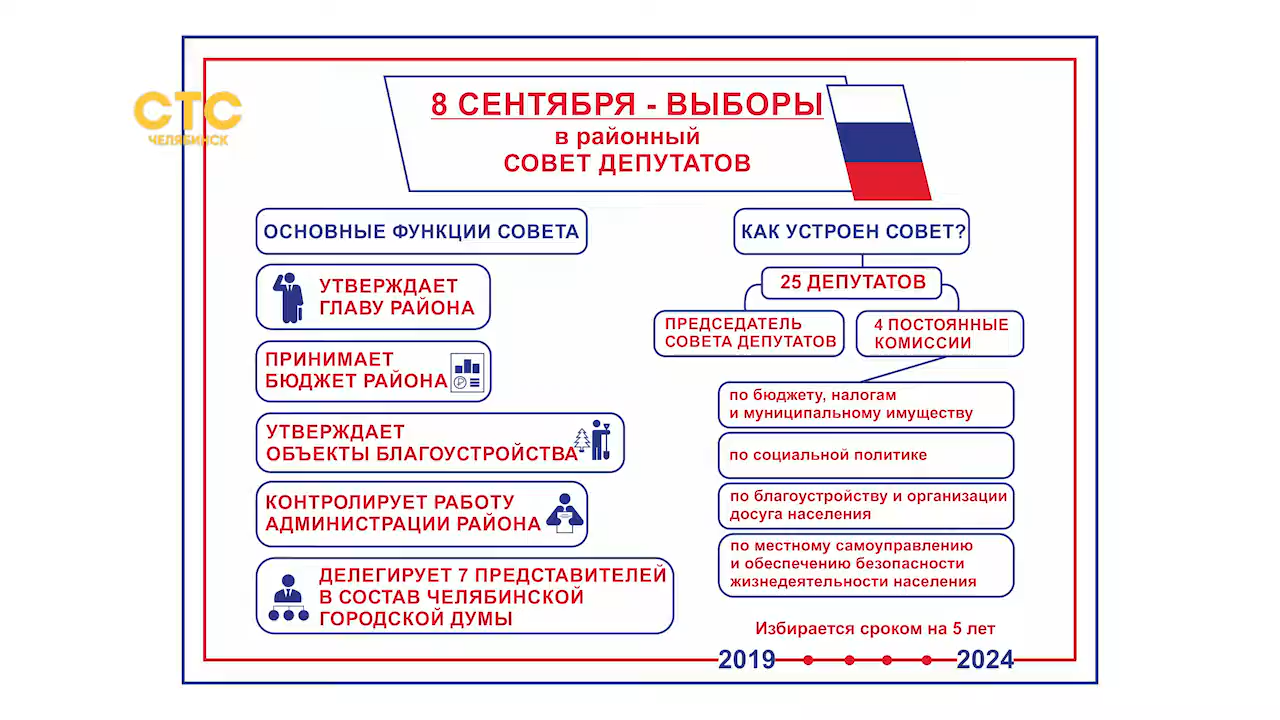 СТС
ЧЕЛЯБИНСК
8 СЕНТЯБРЯ - ВЫБОРЫ
в районный
СОВЕТ ДЕПУТАТОВ
ОСНОВНЫЕ ФУНКЦИИ СОВЕТА
УТВЕРЖДАЕТ
ГЛАВУ РАЙОНА
ПРИНИМАЕТ
БЮДЖЕТ РАЙОНА
УТВЕРЖДАЕТ
ОБЪЕКТЫ БЛАГОУСТРОЙСТВА
КОНТРОЛИРУЕТ РАБОТУ
АДМИНИСТРАЦИИ РАЙОНА
ДЕЛЕГИРУЕТ 7 ПРЕДСТАВИТЕЛЕЙ
В СОСТАВ ЧЕЛЯБИНСКОЙ
ГОРОДСКОЙ ДУМЫ
КАК УСТРОЕН СОВЕТ?
25 ДЕПУТАТОВ
ПРЕДСЕДАТЕЛЬ
СОВЕТА ДЕПУТАТОВ
4 ПОСТОЯННЫЕ
КОМИССИИ
по бюджету, налогам
и муниципальному имуществу
по социальной политике
по благоустройству и организации
досуга населения
по местному самоуправлению
и обеспечению безопасности
жизнедеятельности населения
Избирается сроком на 5 лет
2019
2024